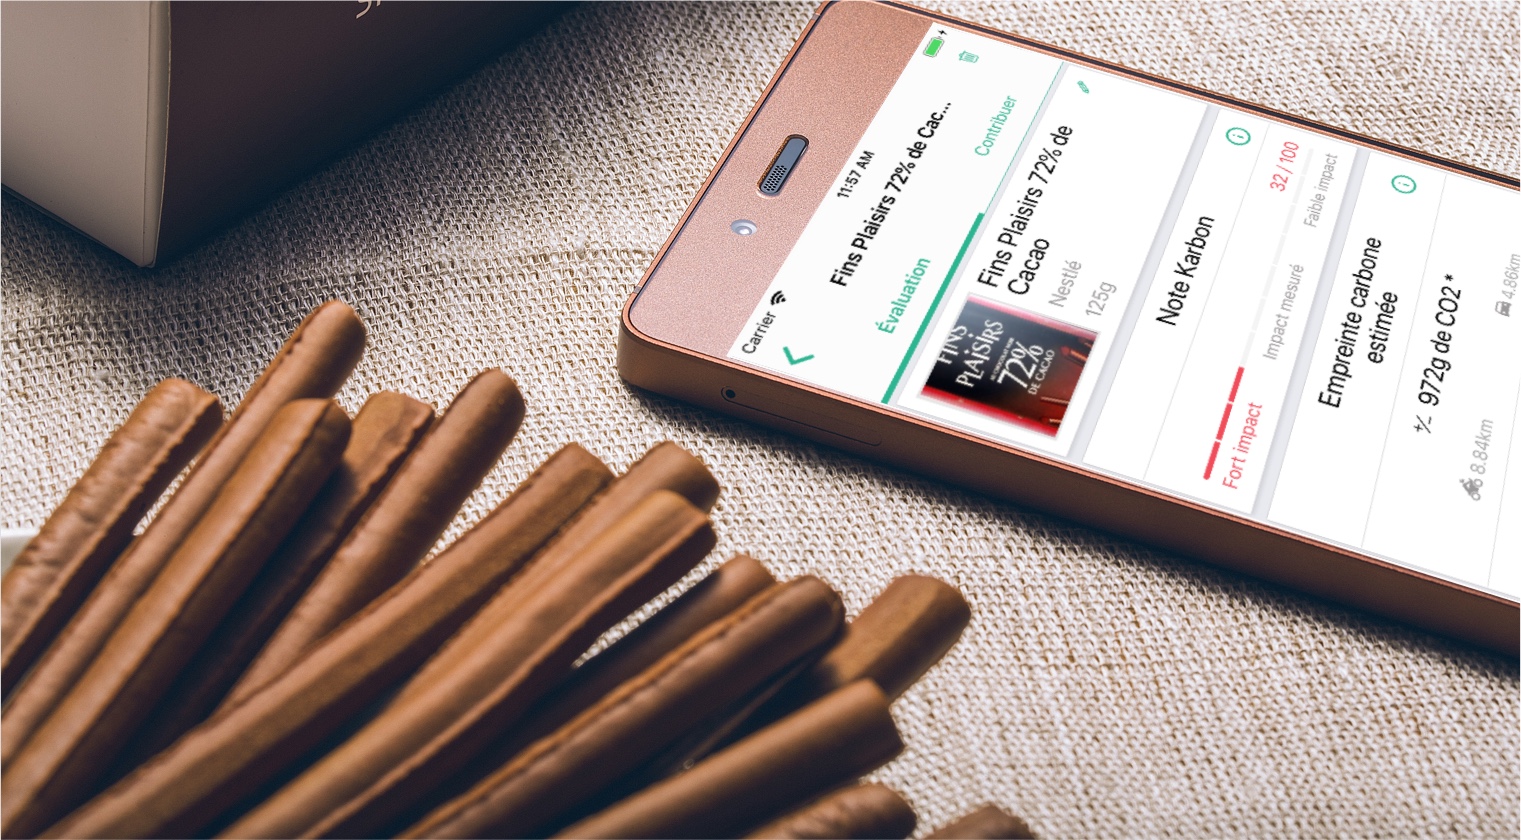 Carrier
11:57 AM
Fins Plaisirs 72% de Cac...
Évaluation
Contribuer
FINS
PLAISIRS
72%
DE CACAO
Fins Plaisirs 72% de
Cacao
Nestlé
125g
Note Karbon
32 / 100
Fort impact
Impact mesuré
Faible impact
Empreinte carbone
estimée
+/- 972g de CO2 *
8.84km
4.86km